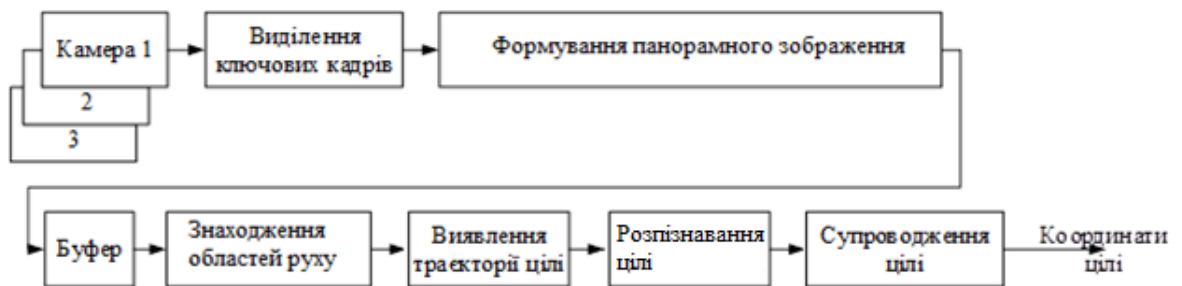 Камера 1
2
3
Виділення
ключових кадрів
Формування панорамного зображення
Буфер
Знаходження
областей руху
Виявлення
траєкторії цілі
Розпізнавання
цілі
Супроводження
цілі
Координати
цілі